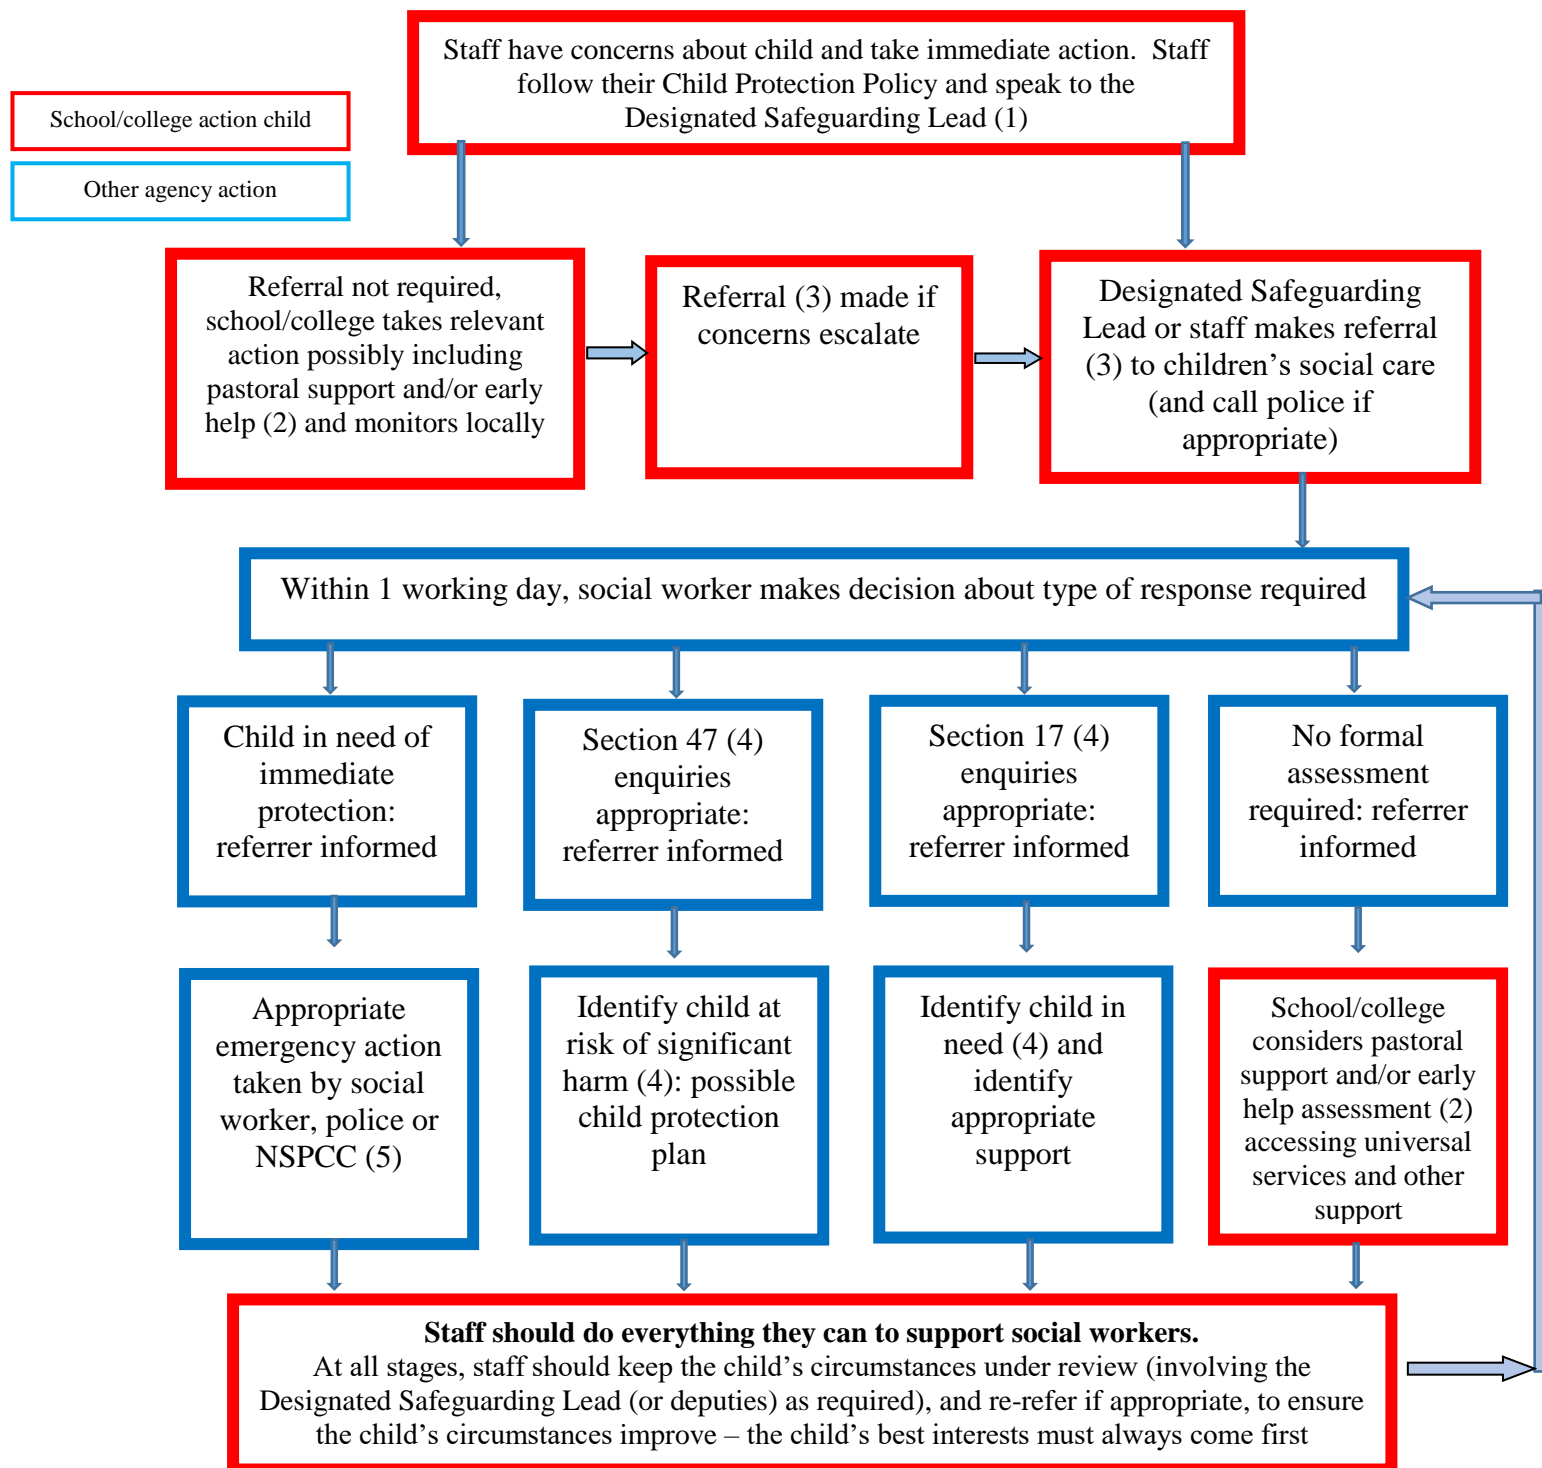 Staff have concerns about child and take immediate action.  Staff
follow their Child Protection Policy and speak to the
Designated Safeguarding Lead (1)
School/college action child
Other agency action
Referral not required,
school/college takes relevant
action possibly including
pastoral support and/or early
help (2) and monitors locally
Referral (3) made if
concerns escalate
Designated Safeguarding
Lead or staff makes referral
(3) to children’s social care
(and call police if
appropriate)
Within 1 working day, social worker makes decision about type of response required
Child in need of
immediate
protection:
referrer informed
Section 47 (4)
enquiries
appropriate:
referrer informed
Section 17 (4)
enquiries
appropriate:
referrer informed
No formal
assessment
required: referrer
informed
Appropriate
emergency action
taken by social
worker, police or
NSPCC (5)
Identify child at
risk of significant
harm (4): possible
child protection
plan
Identify child in
need (4) and
identify
appropriate
support
School/college
considers pastoral
support and/or early
help assessment (2)
accessing universal
services and other
support
Staff should do everything they can to support social workers.
At all stages, staff should keep the child’s circumstances under review (involving the
Designated Safeguarding Lead (or deputies) as required), and re-refer if appropriate, to ensure
the child’s circumstances improve – the child’s best interests must always come first